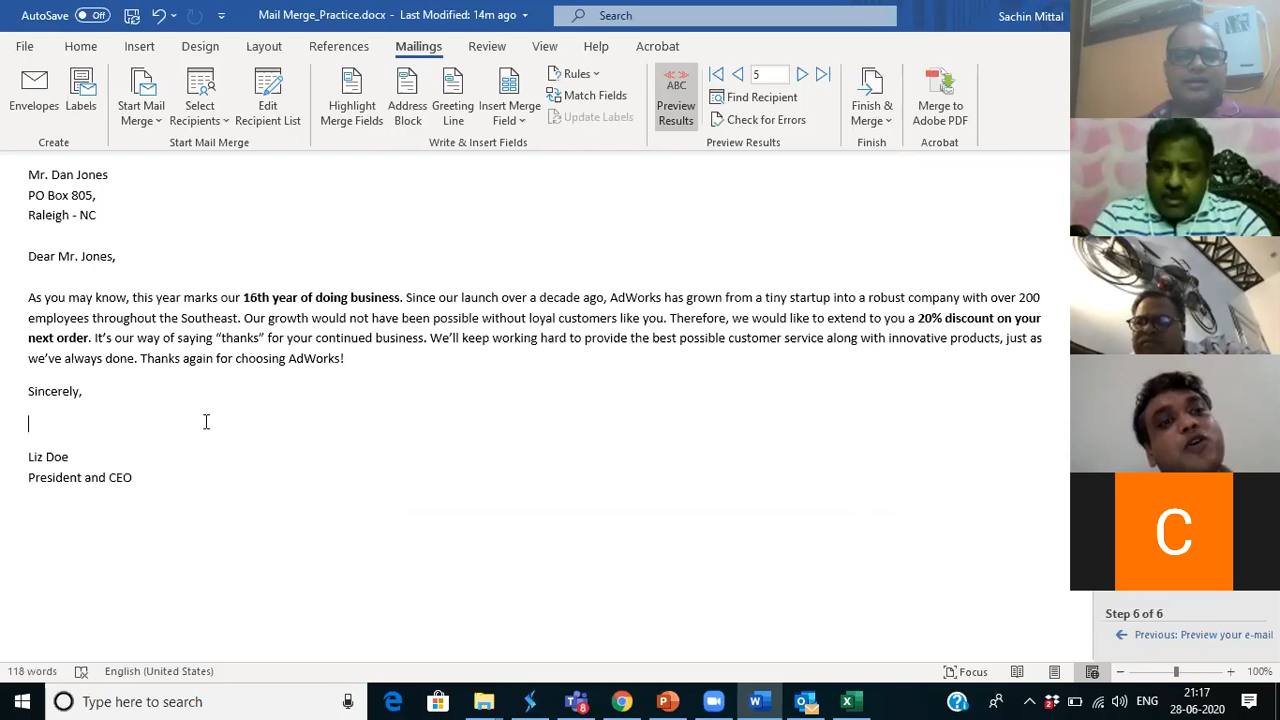 AutoSave Off Mail Merge_Practice.docx - Last Modified: 14m ago Search Sachin Mittal
File Home Insert Design Layout References Mailings Review View Help Acrobat
Envelopes
Labels
Start Mail
Merge
Select
Recipients
Edit
Recipient List
Highlight
Merge Fields
Address
Block
Greeting
Line
Insert Merge
Field
Rules
Match Fields
Update Labels
ABC
Preview
Results
5
Find Recipient
Check for Errors
Finish &
Merge
Merge to
Adobe PDF
Create Start Mail Merge Write & Insert Fields Preview Results Finish Acrobat
Mr. Dan Jones
PO Box 805,
Raleigh - NC
Dear Mr. Jones,
As you may know, this year marks our 16th year of doing business. Since our launch over a decade ago, AdWorks has grown from a tiny startup into a robust company with over 200
employees throughout the Southeast. Our growth would not have been possible without loyal customers like you. Therefore, we would like to extend to you a 20% discount on your
next order. It’s our way of saying “thanks” for your continued business. We’ll keep working hard to provide the best possible customer service along with innovative products, just as
we’ve always done. Thanks again for choosing AdWorks!
Sincerely,
Liz Doe
President and CEO
C
Step 6 of 6
Previous: Preview your e-mail
118 words English (United States) Focus 100%
Type here to search
8
2
ENG
21:17
28-06-2020